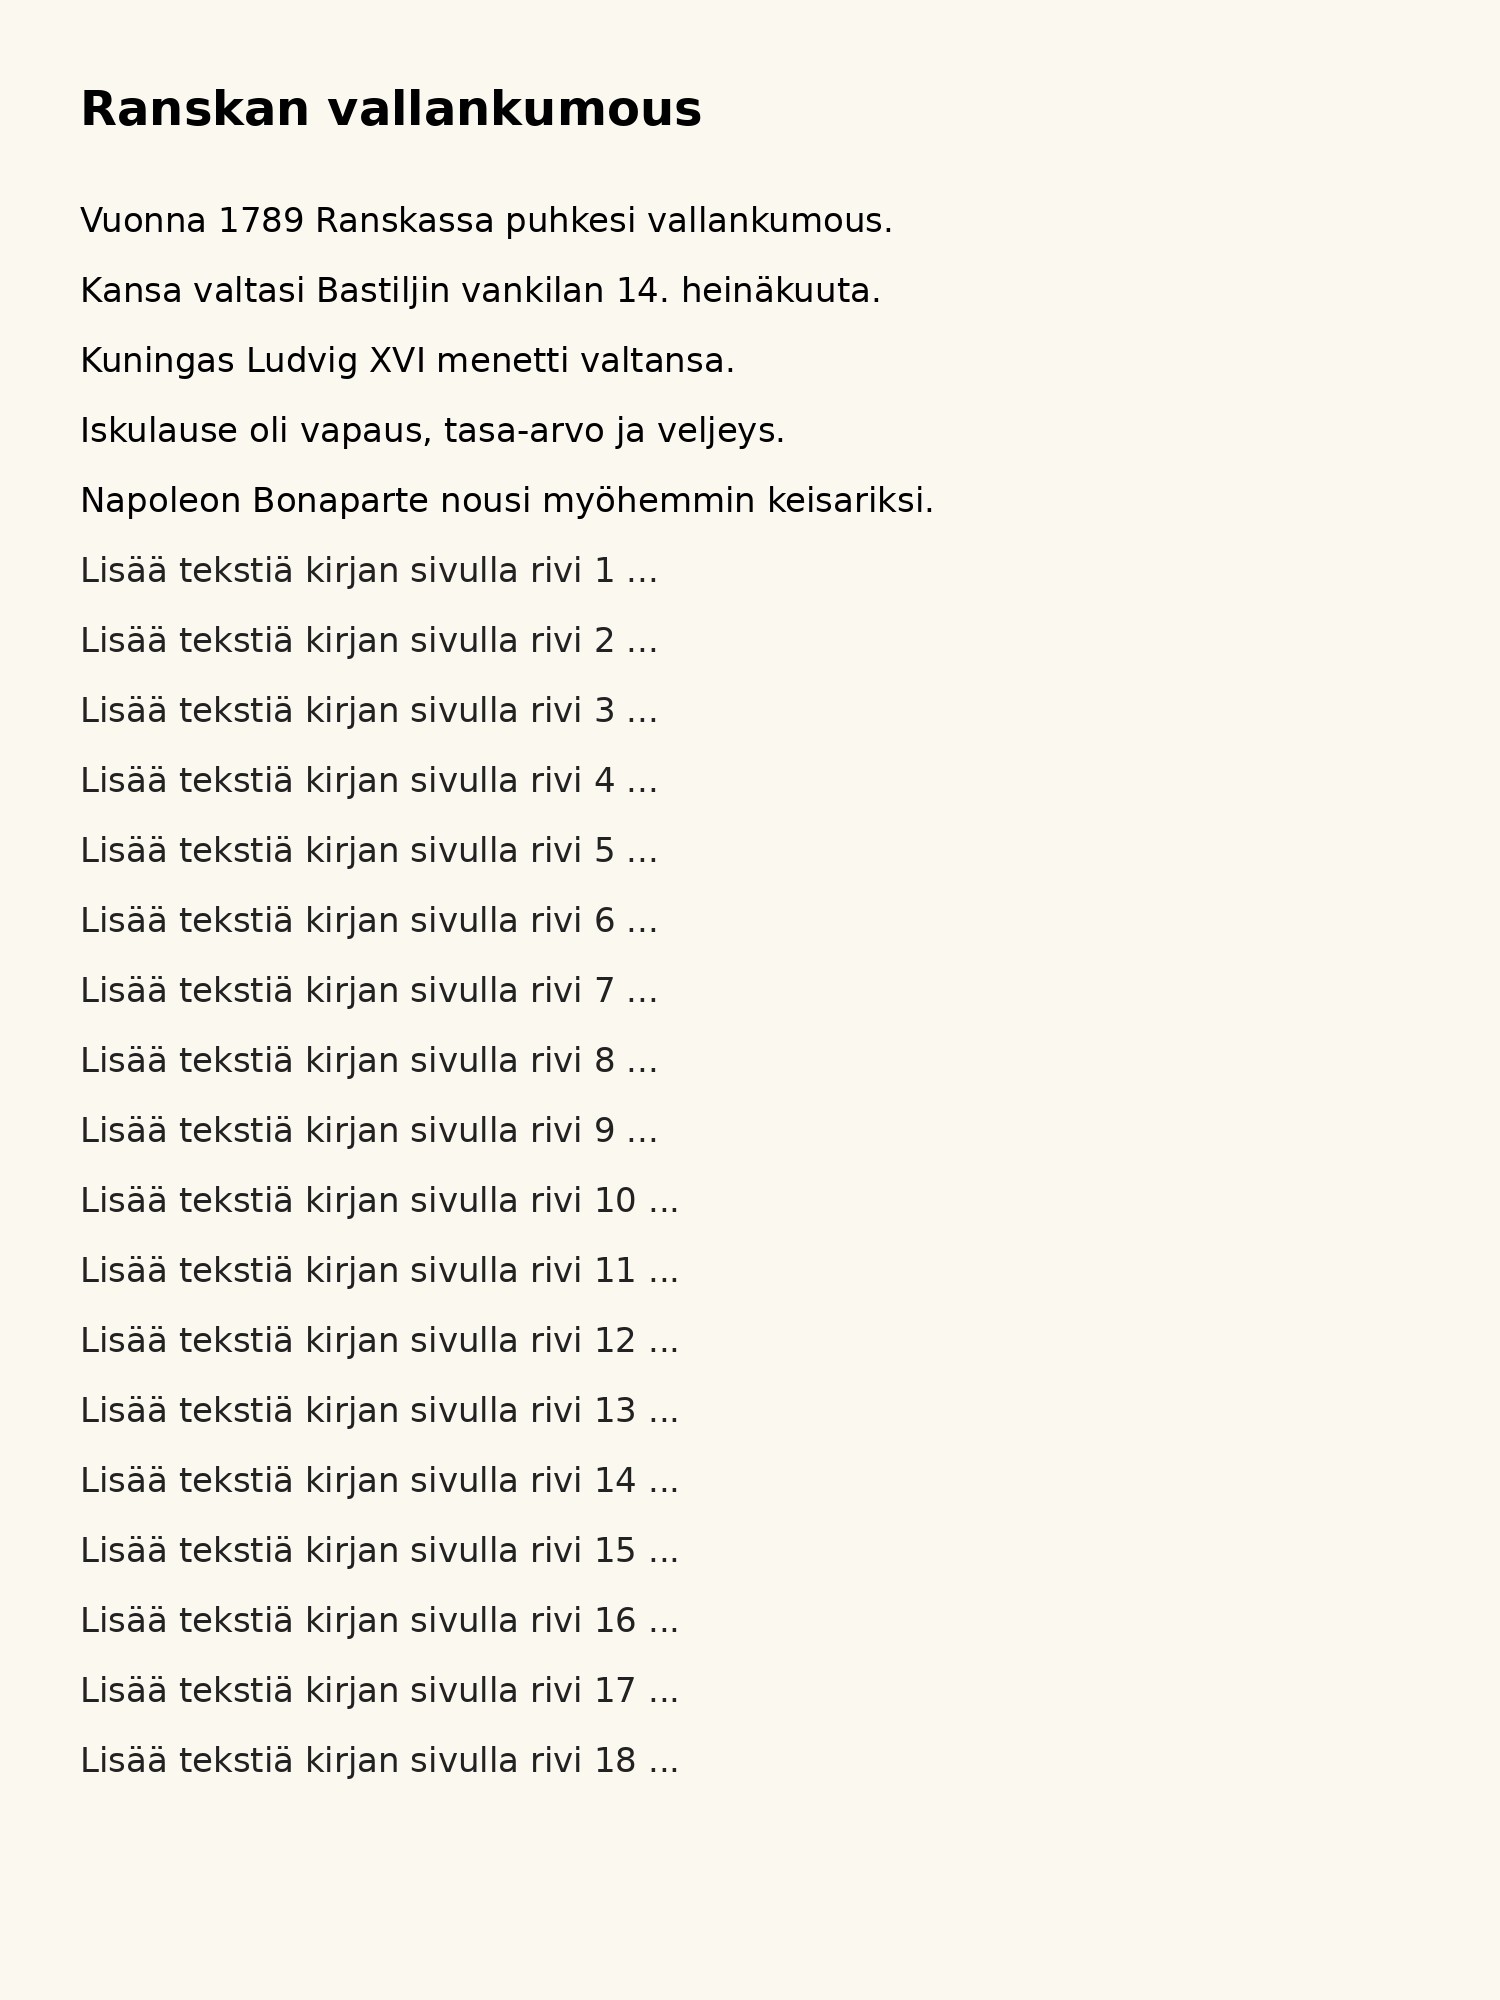 Ranskan vallankumous
Vuonna 1789 Ranskassa puhkesi vallankumous.
Kansa valtasi Bastiljin vankilan 14. heinäkuuta.
Kuningas Ludvig XVI menetti valtansa.
Iskulause oli vapaus, tasa-arvo ja veljeys.
Napoleon Bonaparte nousi myöhemmin keisariksi.
Lisää tekstiä kirjan sivulla rivi 1 ...
Lisää tekstiä kirjan sivulla rivi 2 ...
Lisää tekstiä kirjan sivulla rivi 3 ...
Lisää tekstiä kirjan sivulla rivi 4 ...
Lisää tekstiä kirjan sivulla rivi 5 ...
Lisää tekstiä kirjan sivulla rivi 6 ...
Lisää tekstiä kirjan sivulla rivi 7 ...
Lisää tekstiä kirjan sivulla rivi 8 ...
Lisää tekstiä kirjan sivulla rivi 9 ...
Lisää tekstiä kirjan sivulla rivi 10 ...
Lisää tekstiä kirjan sivulla rivi 11 ...
Lisää tekstiä kirjan sivulla rivi 12 ...
Lisää tekstiä kirjan sivulla rivi 13 ...
Lisää tekstiä kirjan sivulla rivi 14 ...
Lisää tekstiä kirjan sivulla rivi 15 ...
Lisää tekstiä kirjan sivulla rivi 16 ...
Lisää tekstiä kirjan sivulla rivi 17 ...
Lisää tekstiä kirjan sivulla rivi 18 ...